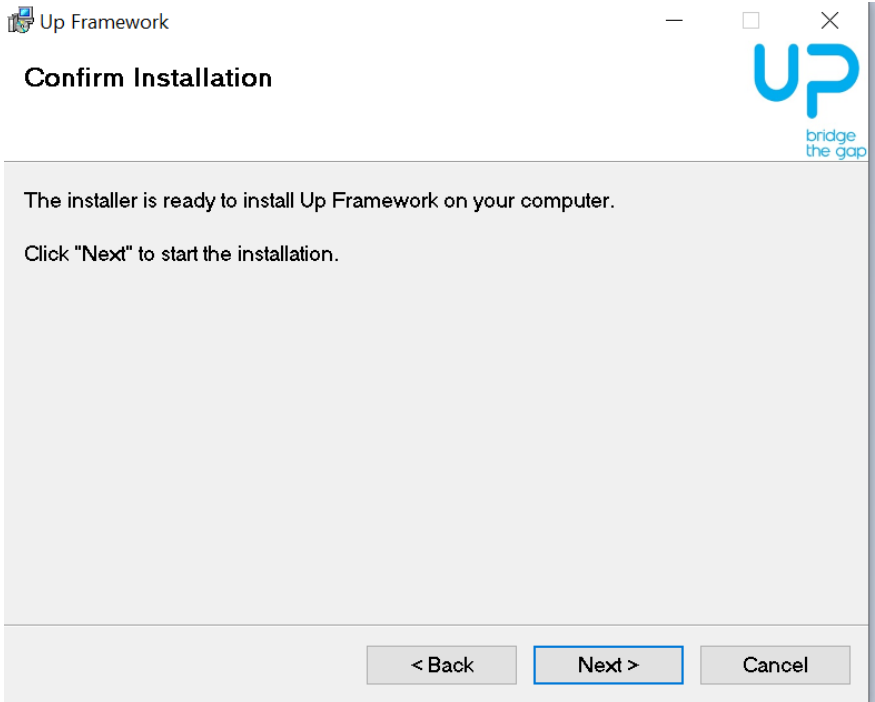 Up Framework
Confirm Installation
UP
bridge
the gap
The installer is ready to install Up Framework on your computer.
Click "Next" to start the installation.
< Back
Next >
Cancel